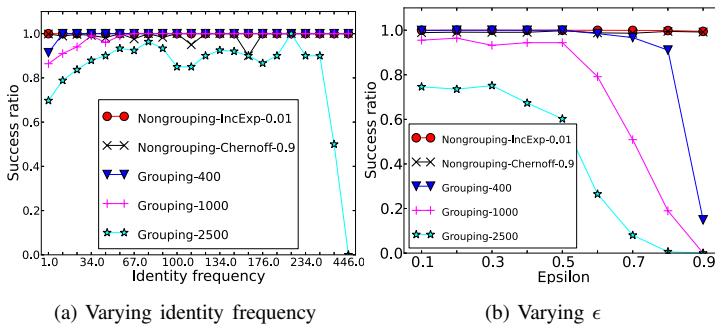 1.0
0.8
0.6
0.4
0.2
0.0
Success ratio
Nongrouping-IncExp-0.01
Nongrouping-Chernoff-0.9
Grouping-400
Grouping-1000
Grouping-2500
1.0 34.0 67.0 100.0 134.0 176.0 234.0 446.0
Identity frequency
(a) Varying identity frequency
1.0
0.8
0.6
0.4
0.2
0.0
Success ratio
Nongrouping-IncExp-0.01
Nongrouping-Chernoff-0.9
Grouping-400
Grouping-1000
Grouping-2500
0.1 0.3 0.5 0.7 0.9
Epsilon
(b) Varying ϵ